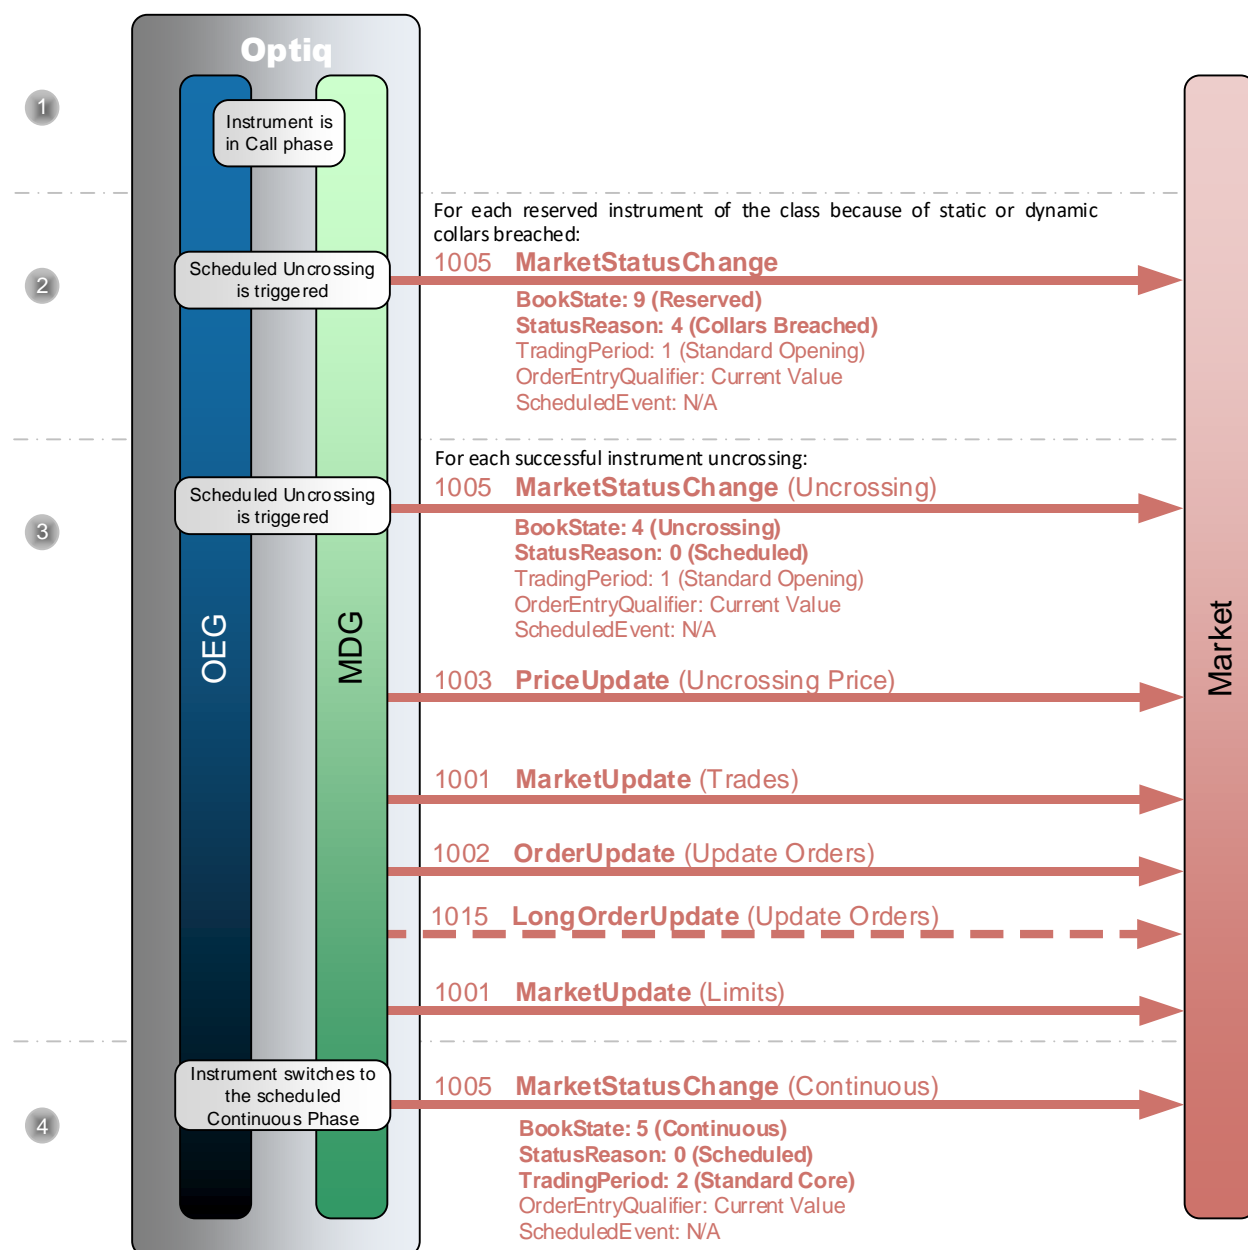 Optiq
1
Instrument is
in Call phase
For each reserved instrument of the class because of static or dynamic
collars breached:
2
Scheduled Uncrossing
is triggered
1005 MarketStatusChange
BookState: 9 (Reserved)
StatusReason: 4 (Collars Breached)
TradingPeriod: 1 (Standard Opening)
OrderEntryQualifier: Current Value
ScheduledEvent: N/A
For each successful instrument uncrossing:
3
Scheduled Uncrossing
is triggered
1005 MarketStatusChange (Uncrossing)
BookState: 4 (Uncrossing)
StatusReason: 0 (Scheduled)
TradingPeriod: 1 (Standard Opening)
OrderEntryQualifier: Current Value
ScheduledEvent: N/A
OEG
MDG
Market
1003 PriceUpdate (Uncrossing Price)
1001 MarketUpdate (Trades)
1002 OrderUpdate (Update Orders)
1015 LongOrderUpdate (Update Orders)
1001 MarketUpdate (Limits)
4
Instrument switches to
the scheduled
Continuous Phase
1005 MarketStatusChange (Continuous)
BookState: 5 (Continuous)
StatusReason: 0 (Scheduled)
TradingPeriod: 2 (Standard Core)
OrderEntryQualifier: Current Value
ScheduledEvent: N/A